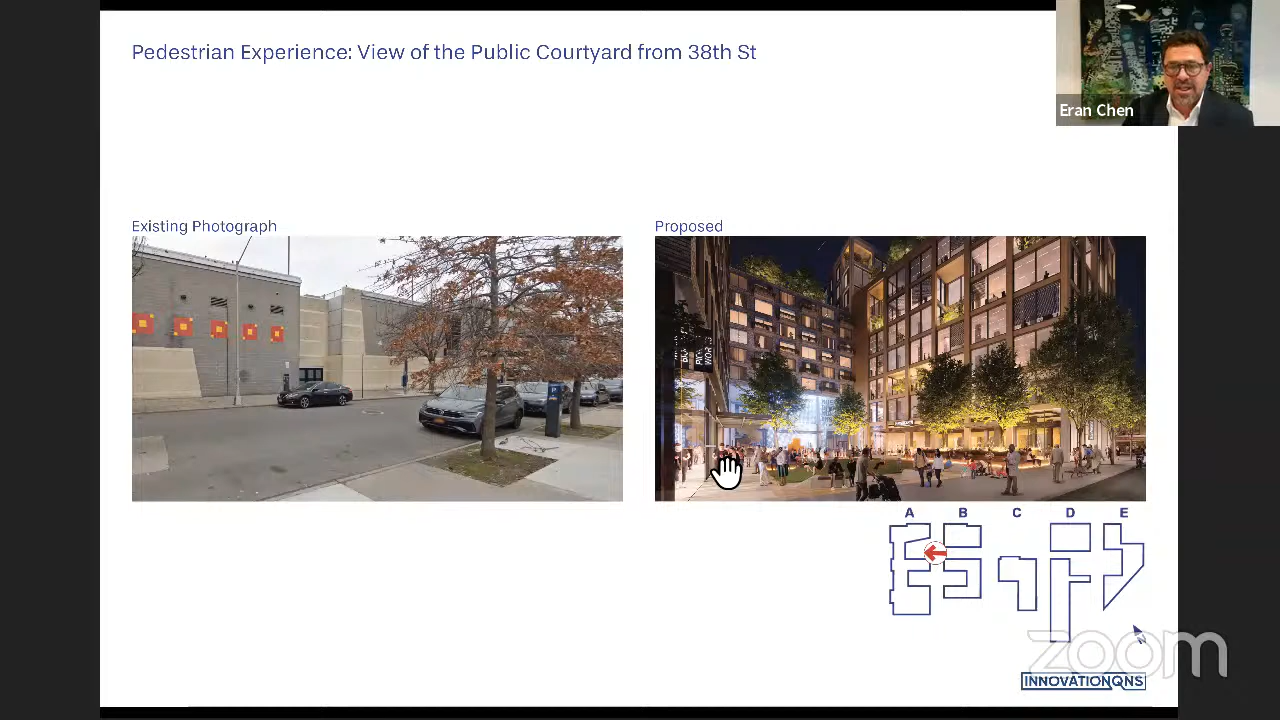 Pedestrian Experience: View of the Public Courtyard from 38th St
Eran Chen
Existing Photograph
Proposed
A B C D E
zoom
INNOVATIONQNS